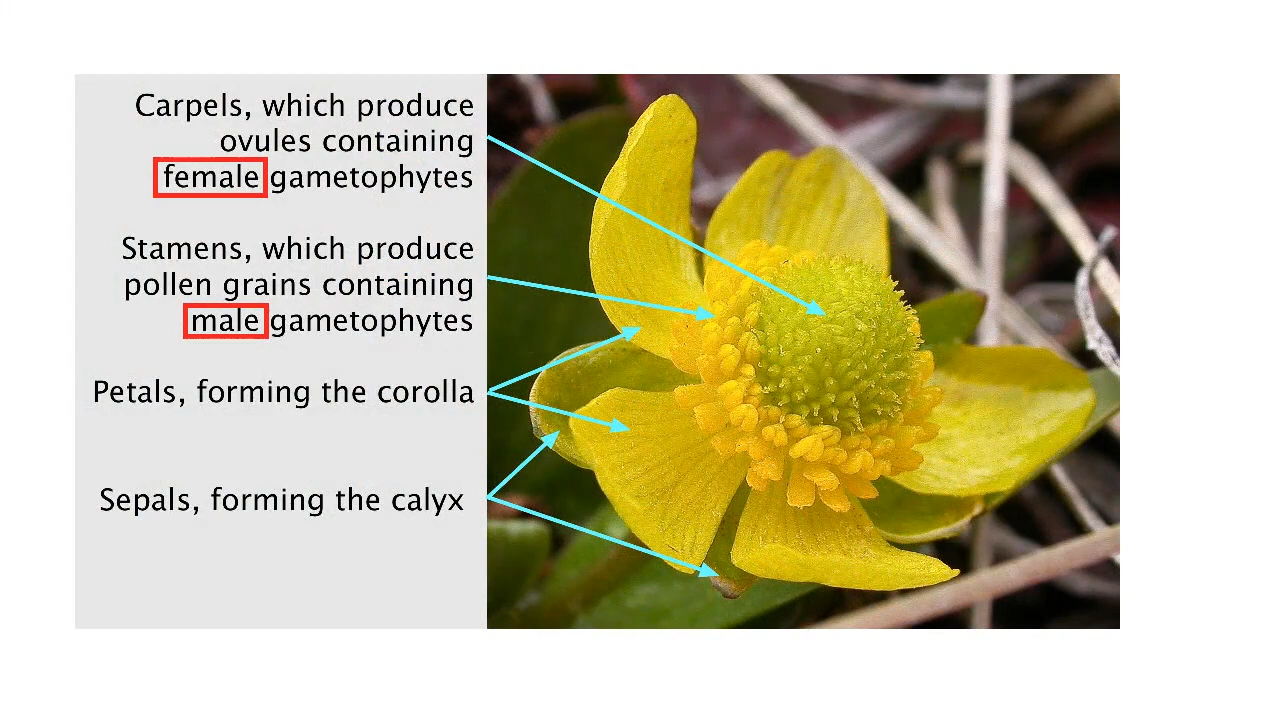 Carpels, which produce
ovules containing
female gametophytes
Stamens, which produce
pollen grains containing
male gametophytes
Petals, forming the corolla
Sepals, forming the calyx